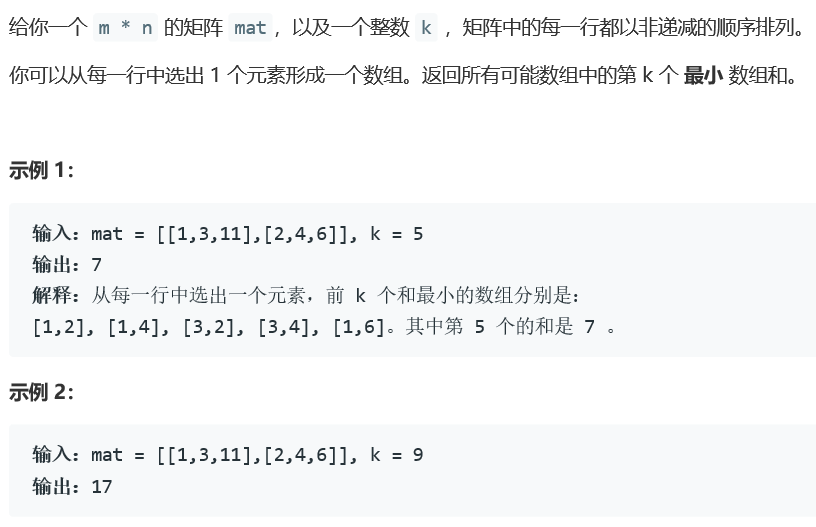 给你一个 m * n 的矩阵 mat，以及一个整数 k ，矩阵中的每一行都以非递减的顺序排列。
你可以从每一行中选出 1 个元素形成一个数组。返回所有可能数组中的第 k 个 最小 数组和。
示例 1：
输入：mat = [[1,3,11],[2,4,6]], k = 5
输出：7
解释：从每一行中选出一个元素，前 k 个和最小的数组分别是：
[1,2], [1,4], [3,2], [3,4], [1,6]。其中第 5 个的和是 7 。
示例 2：
输入：mat = [[1,3,11],[2,4,6]], k = 9
输出：17